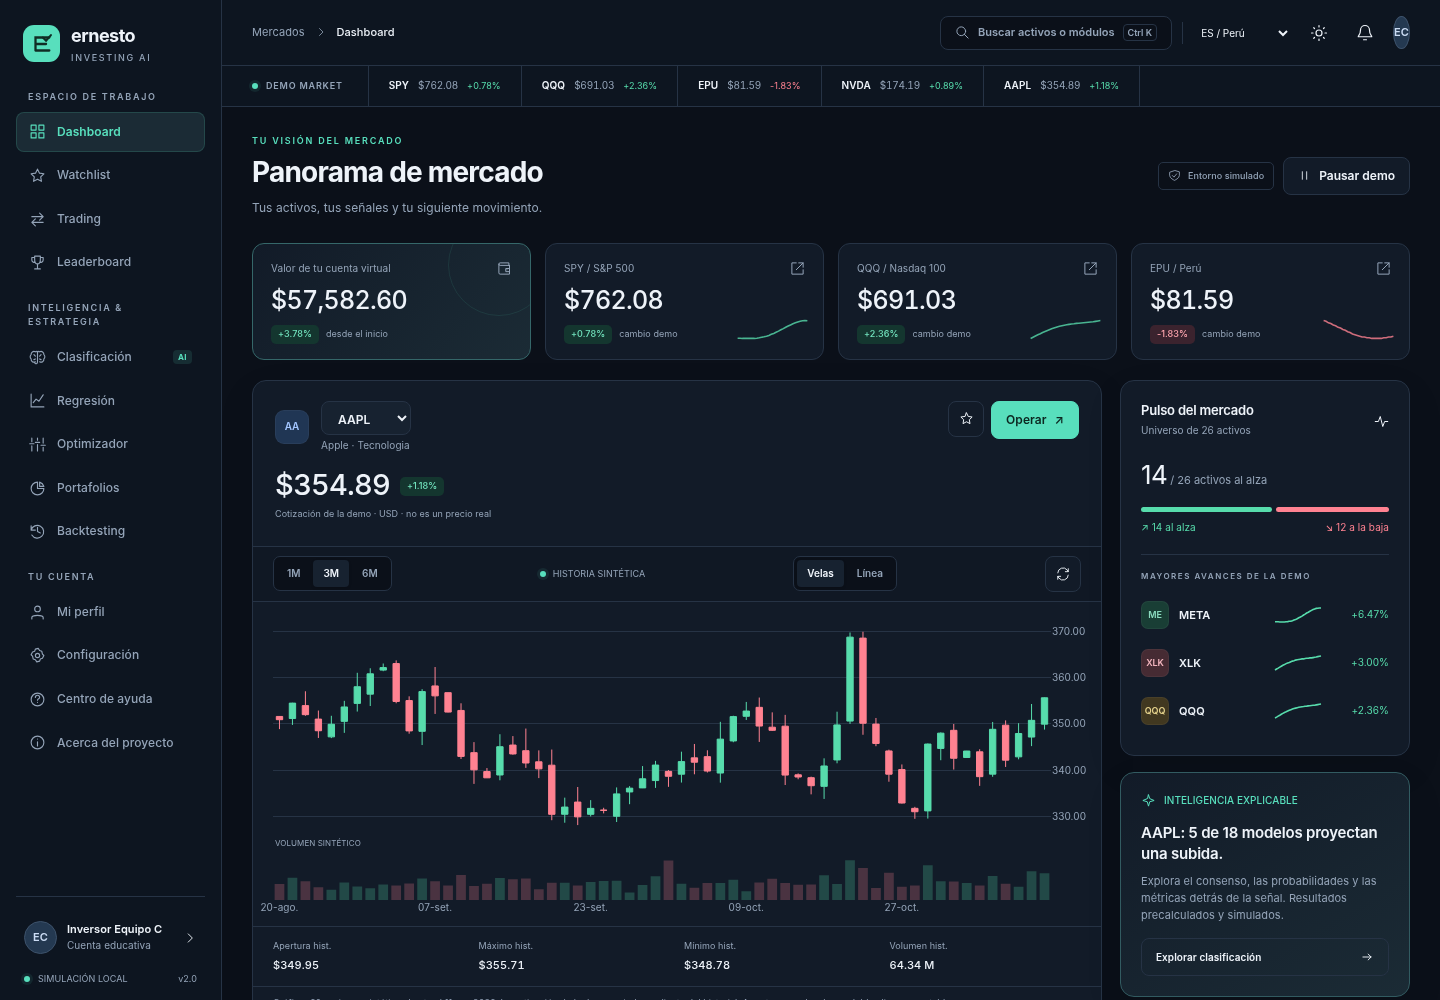 ernesto
INVESTING AI
ESPACIO DE TRABAJO
Dashboard
Watchlist
Trading
Leaderboard
INTELIGENCIA &
ESTRATEGIA
Clasificación AI
Regresión
Optimizador
Portafolios
Backtesting
TU CUENTA
Mi perfil
Configuración
Centro de ayuda
Acerca del proyecto
EC
Inversor Equipo C
Cuenta educativa
SIMULACIÓN LOCAL v2.0
Mercados Dashboard
Buscar activos o módulos Ctrl K
ES / Perú
EC
DEMO MARKET
SPY $762.08 +0.78%
QQQ $691.03 +2.36%
EPU $81.59 -1.83%
NVDA $174.19 +0.89%
AAPL $354.89 +1.18%
TU VISIÓN DEL MERCADO
Panorama de mercado
Tus activos, tus señales y tu siguiente movimiento.
Entorno simulado
Pausar demo
Valor de tu cuenta virtual
$57,582.60
+3.78% desde el inicio
SPY / S&P 500
$762.08
+0.78% cambio demo
QQQ / Nasdaq 100
$691.03
+2.36% cambio demo
EPU / Perú
$81.59
-1.83% cambio demo
AA
AAPL
Apple · Tecnologia
Operar
$354.89 +1.18%
Cotización de la demo · USD · no es un precio real
1M 3M 6M
HISTORIA SINTÉTICA
Velas Línea
370.00
360.00
350.00
340.00
330.00
VOLUMEN SINTÉTICO
20-ago. 07-set. 23-set. 09-oct. 27-oct.
Apertura hist.
$349.95
Máximo hist.
$355.71
Mínimo hist.
$348.78
Volumen hist.
64.34 M
Pulso del mercado
Universo de 26 activos
14 / 26 activos al alza
14 al alza
12 a la baja
MAYORES AVANCES DE LA DEMO
ME META +6.47%
XLK XLK +3.00%
QQQ QQQ +2.36%
INTELIGENCIA EXPLICABLE
AAPL: 5 de 18 modelos proyectan
una subida.
Explora el consenso, las probabilidades y las
métricas detrás de la señal. Resultados
precalculados y simulados.
Explorar clasificación